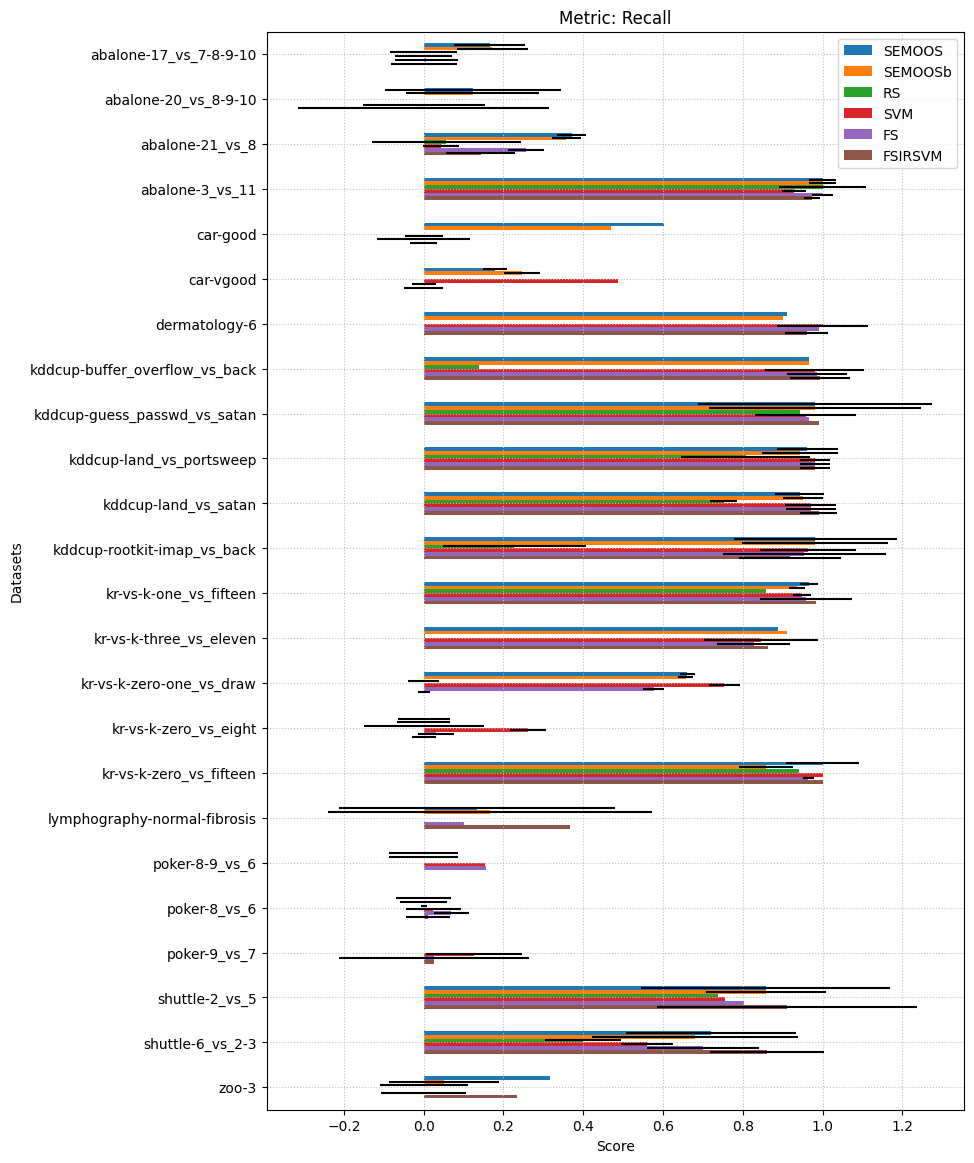 Metric: Recall
SEMOOS
SEMOOSb
RS
SVM
FS
FSIRSVM
Datasets
abalone-17_vs_7-8-9-10
abalone-20_vs_8-9-10
abalone-21_vs_8
abalone-3_vs_11
car-good
car-vgood
dermatology-6
kddcup-buffer_overflow_vs_back
kddcup-guess_passwd_vs_satan
kddcup-land_vs_portsweep
kddcup-land_vs_satan
kddcup-rootkit-imap_vs_back
kr-vs-k-one_vs_fifteen
kr-vs-k-three_vs_eleven
kr-vs-k-zero-one_vs_draw
kr-vs-k-zero_vs_eight
kr-vs-k-zero_vs_fifteen
lymphography-normal-fibrosis
poker-8-9_vs_6
poker-8_vs_6
poker-9_vs_7
shuttle-2_vs_5
shuttle-6_vs_2-3
zoo-3
−0.2 0.0 0.2 0.4 0.6 0.8 1.0 1.2
Score